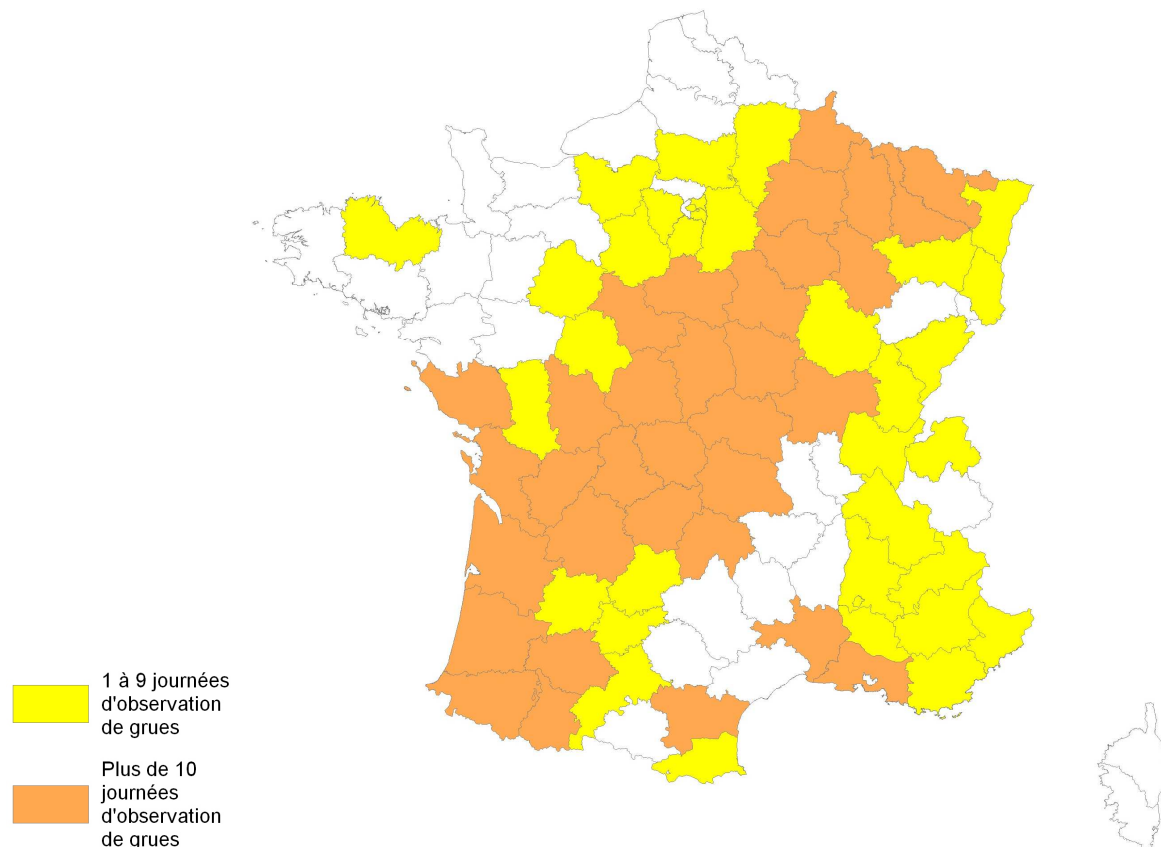 1 à 9 journées
d'observation
de grues
Plus de 10
journées
d'observation
de grues